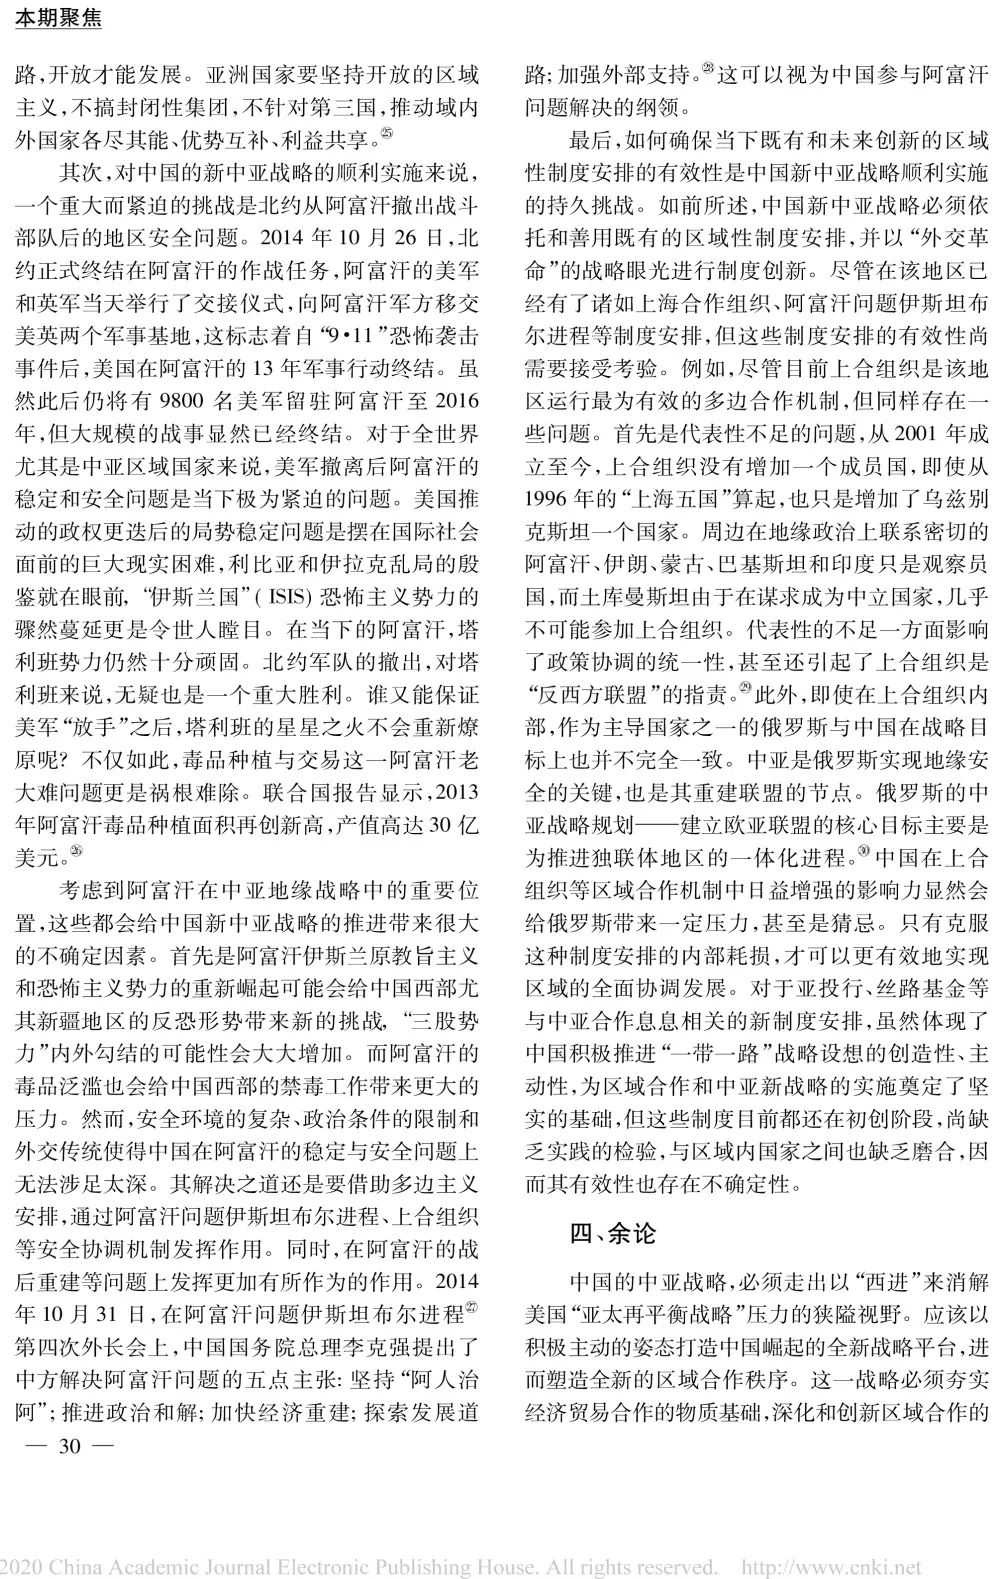 本期聚焦
路,开放才能发展。亚洲国家要坚持开放的区域
主义,不搞封闭性集团,不针对第三国,推动域内
外国家各尽其能、优势互补、利益共享。㉕
其次,对中国的新中亚战略的顺利实施来说,
一个重大而紧迫的挑战是北约从阿富汗撤出战斗
部队后的地区安全问题。2014 年 10 月 26 日,北
约正式终结在阿富汗的作战任务,阿富汗的美军
和英军当天举行了交接仪式,向阿富汗军方移交
美英两个军事基地,这标志着自“9·11”恐怖袭击
事件后,美国在阿富汗的 13 年军事行动终结。虽
然此后仍将有 9800 名美军留驻阿富汗至 2016
年,但大规模的战事显然已经终结。对于全世界
尤其是中亚区域国家来说,美军撤离后阿富汗的
稳定和安全问题是当下极为紧迫的问题。美国推
动的政权更迭后的局势稳定问题是摆在国际社会
面前的巨大现实困难,利比亚和伊拉克乱局的殷
鉴就在眼前,“伊斯兰国”( ISIS) 恐怖主义势力的
骤然蔓延更是令世人瞠目。在当下的阿富汗,塔
利班势力仍然十分顽固。北约军队的撤出,对塔
利班来说,无疑也是一个重大胜利。谁又能保证
美军“放手”之后,塔利班的星星之火不会重新燎
原呢? 不仅如此,毒品种植与交易这一阿富汗老
大难问题更是祸根难除。联合国报告显示,2013
年阿富汗毒品种植面积再创新高,产值高达 30 亿
美元。㉖
考虑到阿富汗在中亚地缘战略中的重要位
置,这些都会给中国新中亚战略的推进带来很大
的不确定因素。首先是阿富汗伊斯兰原教旨主义
和恐怖主义势力的重新崛起可能会给中国西部尤
其新疆地区的反恐形势带来新的挑战,“三股势
力”内外勾结的可能性会大大增加。而阿富汗的
毒品泛滥也会给中国西部的禁毒工作带来更大的
压力。然而,安全环境的复杂、政治条件的限制和
外交传统使得中国在阿富汗的稳定与安全问题上
无法涉足太深。其解决之道还是要借助多边主义
安排,通过阿富汗问题伊斯坦布尔进程、上合组织
等安全协调机制发挥作用。同时,在阿富汗的战
后重建等问题上发挥更加有所作为的作用。2014
年 10 月 31 日,在阿富汗问题伊斯坦布尔进程㉗
第四次外长会上,中国国务院总理李克强提出了
中方解决阿富汗问题的五点主张: 坚持“阿人治
阿”; 推进政治和解; 加快经济重建; 探索发展道
路; 加强外部支持。㉘这可以视为中国参与阿富汗
问题解决的纲领。
最后,如何确保当下既有和未来创新的区域
性制度安排的有效性是中国新中亚战略顺利实施
的持久挑战。如前所述,中国新中亚战略必须依
托和善用既有的区域性制度安排,并以“外交革
命”的战略眼光进行制度创新。尽管在该地区已
经有了诸如上海合作组织、阿富汗问题伊斯坦布
尔进程等制度安排,但这些制度安排的有效性尚
需要接受考验。例如,尽管目前上合组织是该地
区运行最为有效的多边合作机制,但同样存在一
些问题。首先是代表性不足的问题,从 2001 年成
立至今,上合组织没有增加一个成员国,即使从
1996 年的“上海五国”算起,也只是增加了乌兹别
克斯坦一个国家。周边在地缘政治上联系密切的
阿富汗、伊朗、蒙古、巴基斯坦和印度只是观察员
国,而土库曼斯坦由于在谋求成为中立国家,几乎
不可能参加上合组织。代表性的不足一方面影响
了政策协调的统一性,甚至还引起了上合组织是
“反西方联盟”的指责。㉙此外,即使在上合组织内
部,作为主导国家之一的俄罗斯与中国在战略目
标上也并不完全一致。中亚是俄罗斯实现地缘安
全的关键,也是其重建联盟的节点。俄罗斯的中
亚战略规划——建立欧亚联盟的核心目标主要是
为推进独联体地区的一体化进程。㉚中国在上合
组织等区域合作机制中日益增强的影响力显然会
给俄罗斯带来一定压力,甚至是猜忌。只有克服
这种制度安排的内部耗损,才可以更有效地实现
区域的全面协调发展。对于亚投行、丝路基金等
与中亚合作息息相关的新制度安排,虽然体现了
中国积极推进“一带一路”战略设想的创造性、主
动性,为区域合作和中亚新战略的实施奠定了坚
实的基础,但这些制度目前都还在初创阶段,尚缺
乏实践的检验,与区域内国家之间也缺乏磨合,因
而其有效性也存在不确定性。
四、余论
中国的中亚战略,必须走出以“西进”来消解
美国“亚太再平衡战略”压力的狭隘视野。应该以
积极主动的姿态打造中国崛起的全新战略平台,进
而塑造全新的区域合作秩序。这一战略必须夯实
经济贸易合作的物质基础,深化和创新区域合作的
— 30 —
2020 China Academic Journal Electronic Publishing House. All rights reserved. http://www.cnki.net